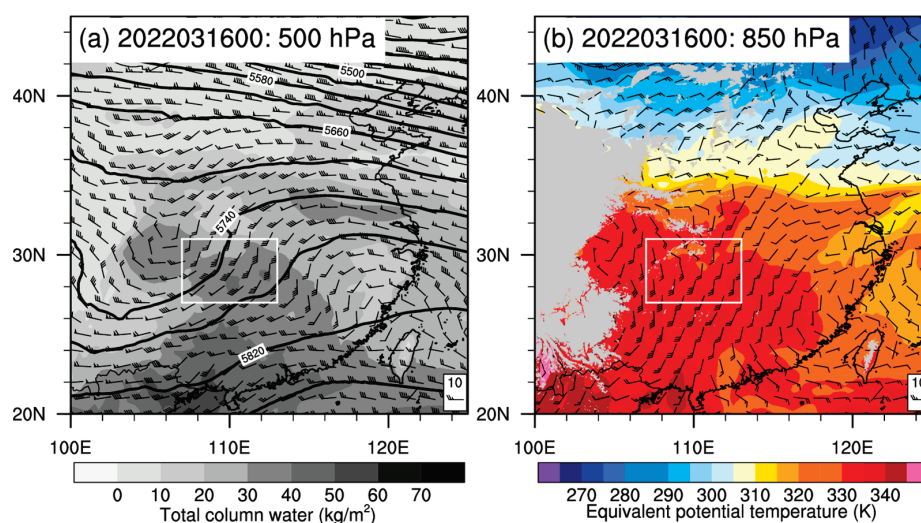 (a) 2022031600: 500 hPa
(b) 2022031600: 850 hPa
5500
5580
5660
5740
5820
40N
30N
20N
100E
110E
120E
10
40N
30N
20N
100E
110E
120E
10
0 10 20 30 40 50 60 70
Total column water (kg/m²)
270 280 290 300 310 320 330 340
Equivalent potential temperature (K)